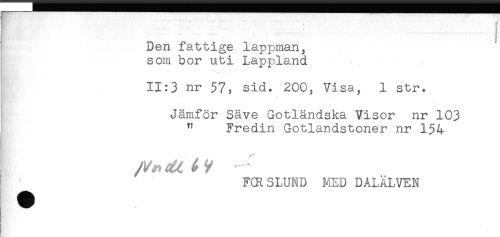 Den fattige lappman,
som bor uti Lappland
II:3 nr 57, sid. 200, Visa, 1 str.
Jämför Säve Gotländska Visor nr 103
" Fredin Gotlandstoner nr 154
Nordl 64
FORSLUND MED DALÄLVEN